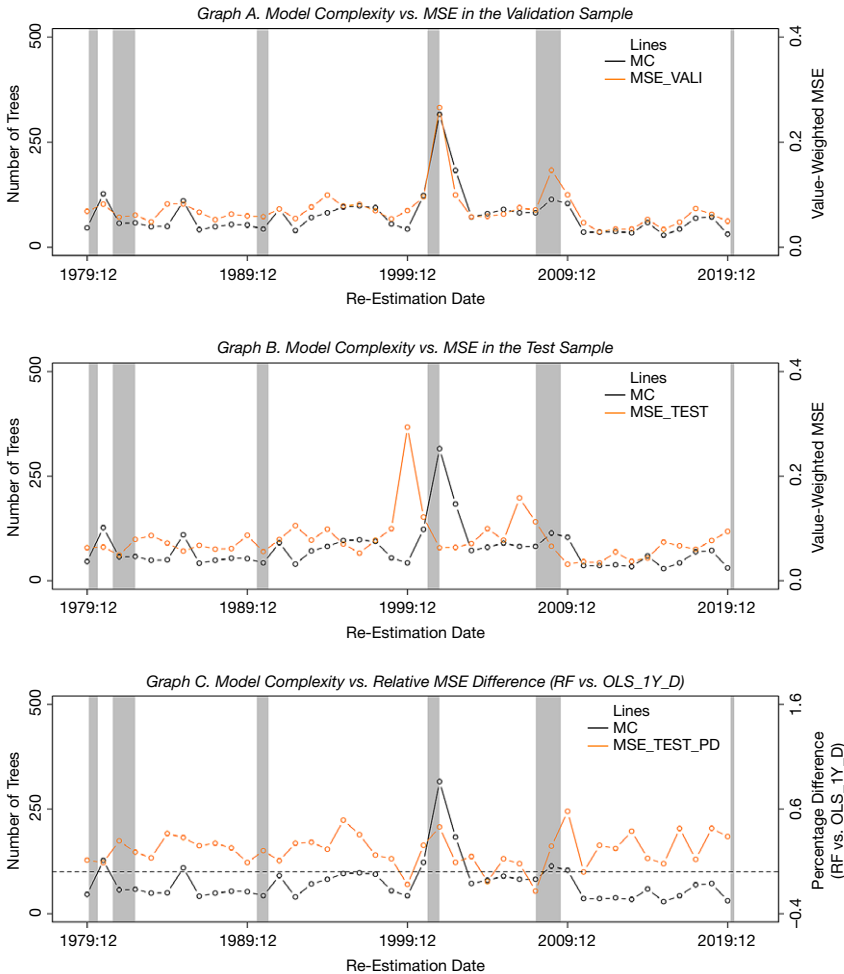 Graph A. Model Complexity vs. MSE in the Validation Sample
Number of Trees
500
250
0
Lines
MC
MSE_VALI
0.4
0.2
0.0
Value-Weighted MSE
1979:12 1989:12 1999:12 2009:12 2019:12
Re-Estimation Date
Graph B. Model Complexity vs. MSE in the Test Sample
Number of Trees
500
250
0
Lines
MC
MSE_TEST
0.4
0.2
0.0
Value-Weighted MSE
1979:12 1989:12 1999:12 2009:12 2019:12
Re-Estimation Date
Graph C. Model Complexity vs. Relative MSE Difference (RF vs. OLS_1Y_D)
Number of Trees
500
250
0
Lines
MC
MSE_TEST_PD
1.6
0.6
−0.4
Percentage Difference
(RF vs. OLS_1Y_D)
1979:12 1989:12 1999:12 2009:12 2019:12
Re-Estimation Date